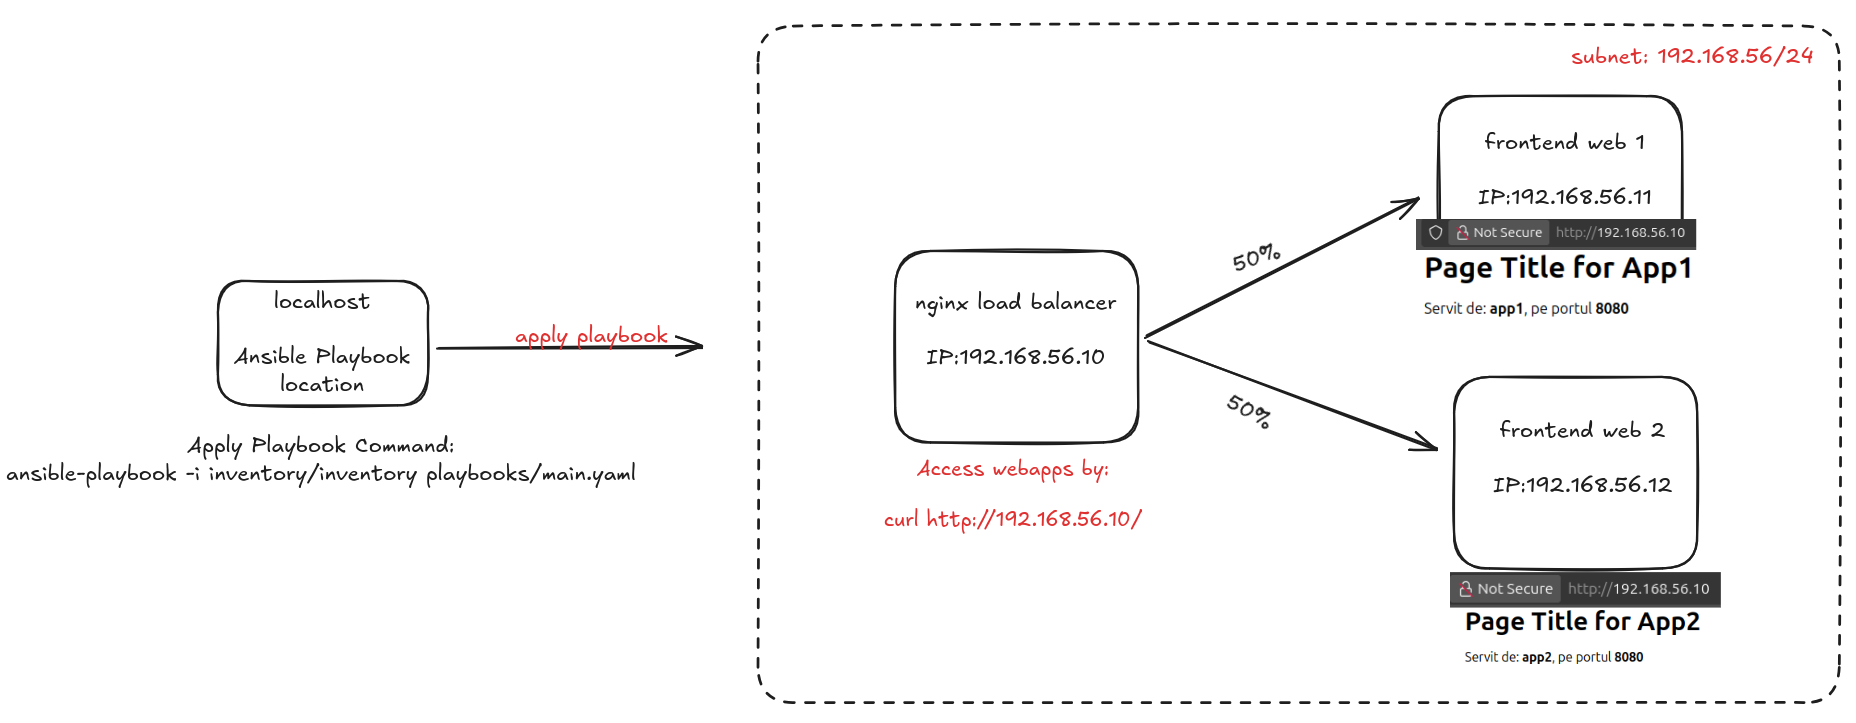 subnet: 192.168.56/24
frontend web 1
IP:192.168.56.11
Not Secure http://192.168.56.10
Page Title for App1
Servit de: app1, pe portul 8080
50%
nginx load balancer
IP:192.168.56.10
localhost
Ansible Playbook
location
apply playbook
Apply Playbook Command:
ansible-playbook -i inventory/inventory playbooks/main.yaml
Access webapps by:
curl http://192.168.56.10/
50%
frontend web 2
IP:192.168.56.12
Not Secure http://192.168.56.10
Page Title for App2
Servit de: app2, pe portul 8080